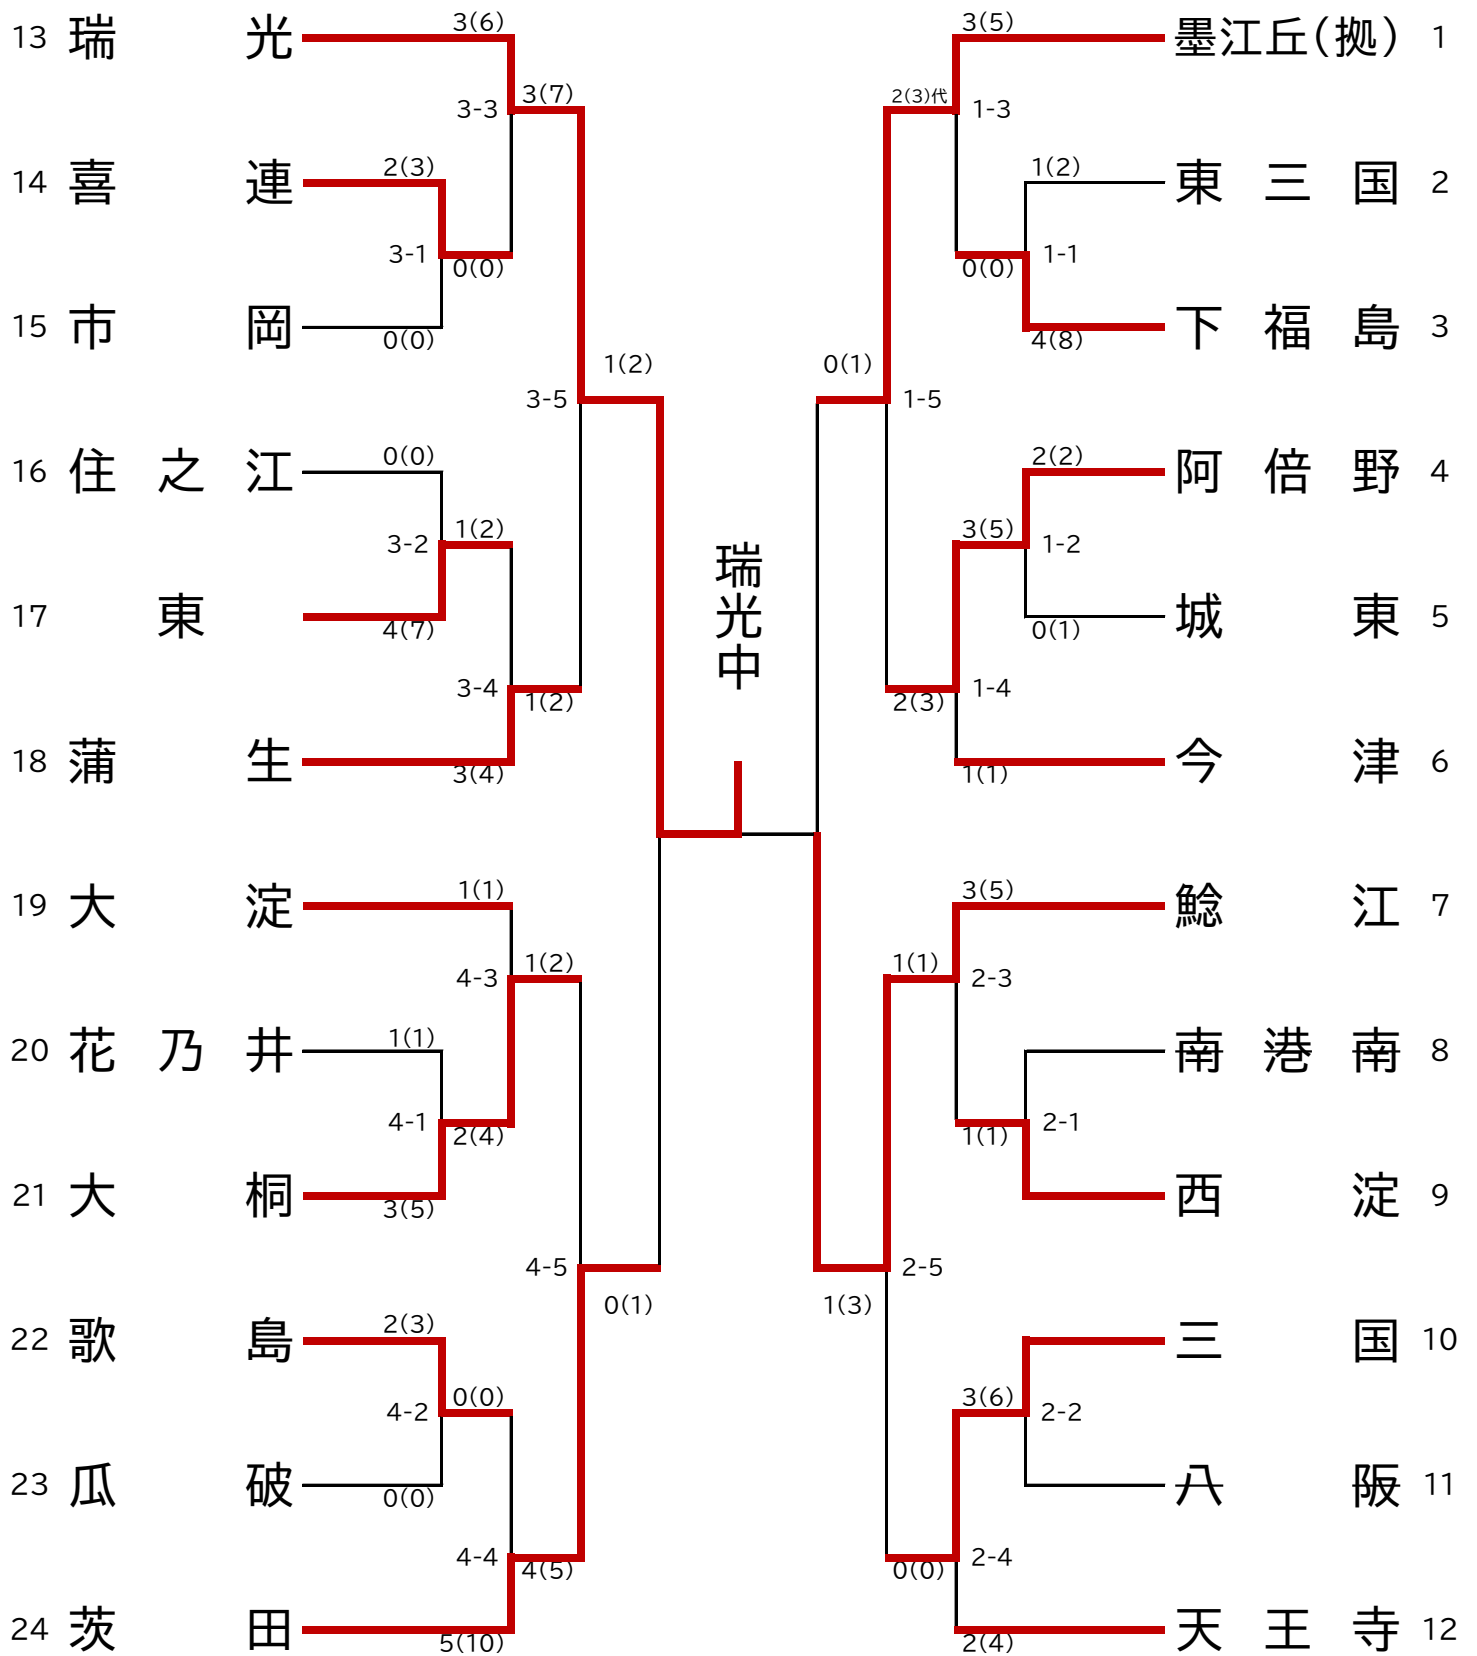 13 瑞光 3(6)
3-3 3(7)
14 喜連 2(3)
3-1 0(0)
15 市岡 0(0)
3-5 1(2)
16 住之江 0(0)
3-2 1(2)
17 東 4(7)
3-4 1(2)
18 蒲生 3(4)
19 大淀 1(1)
4-3 1(2)
20 花乃井 1(1)
4-1 2(4)
21 大桐 3(5)
4-5 0(1)
22 歌島 2(3)
4-2 0(0)
23 瓜破 0(0)
4-4 4(5)
24 茨田 5(10)
瑞光中
3(5) 墨江丘(拠) 1
2(3)代 1-3
1(2) 東三国 2
0(0) 1-1
4(8) 下福島 3
0(1) 1-5
2(2) 阿倍野 4
3(5) 1-2
0(1) 城東 5
2(3) 1-4
1(1) 今津 6
3(5) 鯰江 7
1(1) 2-3
南港南 8
1(1) 2-1
西淀 9
1(3) 2-5
三国 10
3(6) 2-2
八阪 11
0(0) 2-4
2(4) 天王寺 12